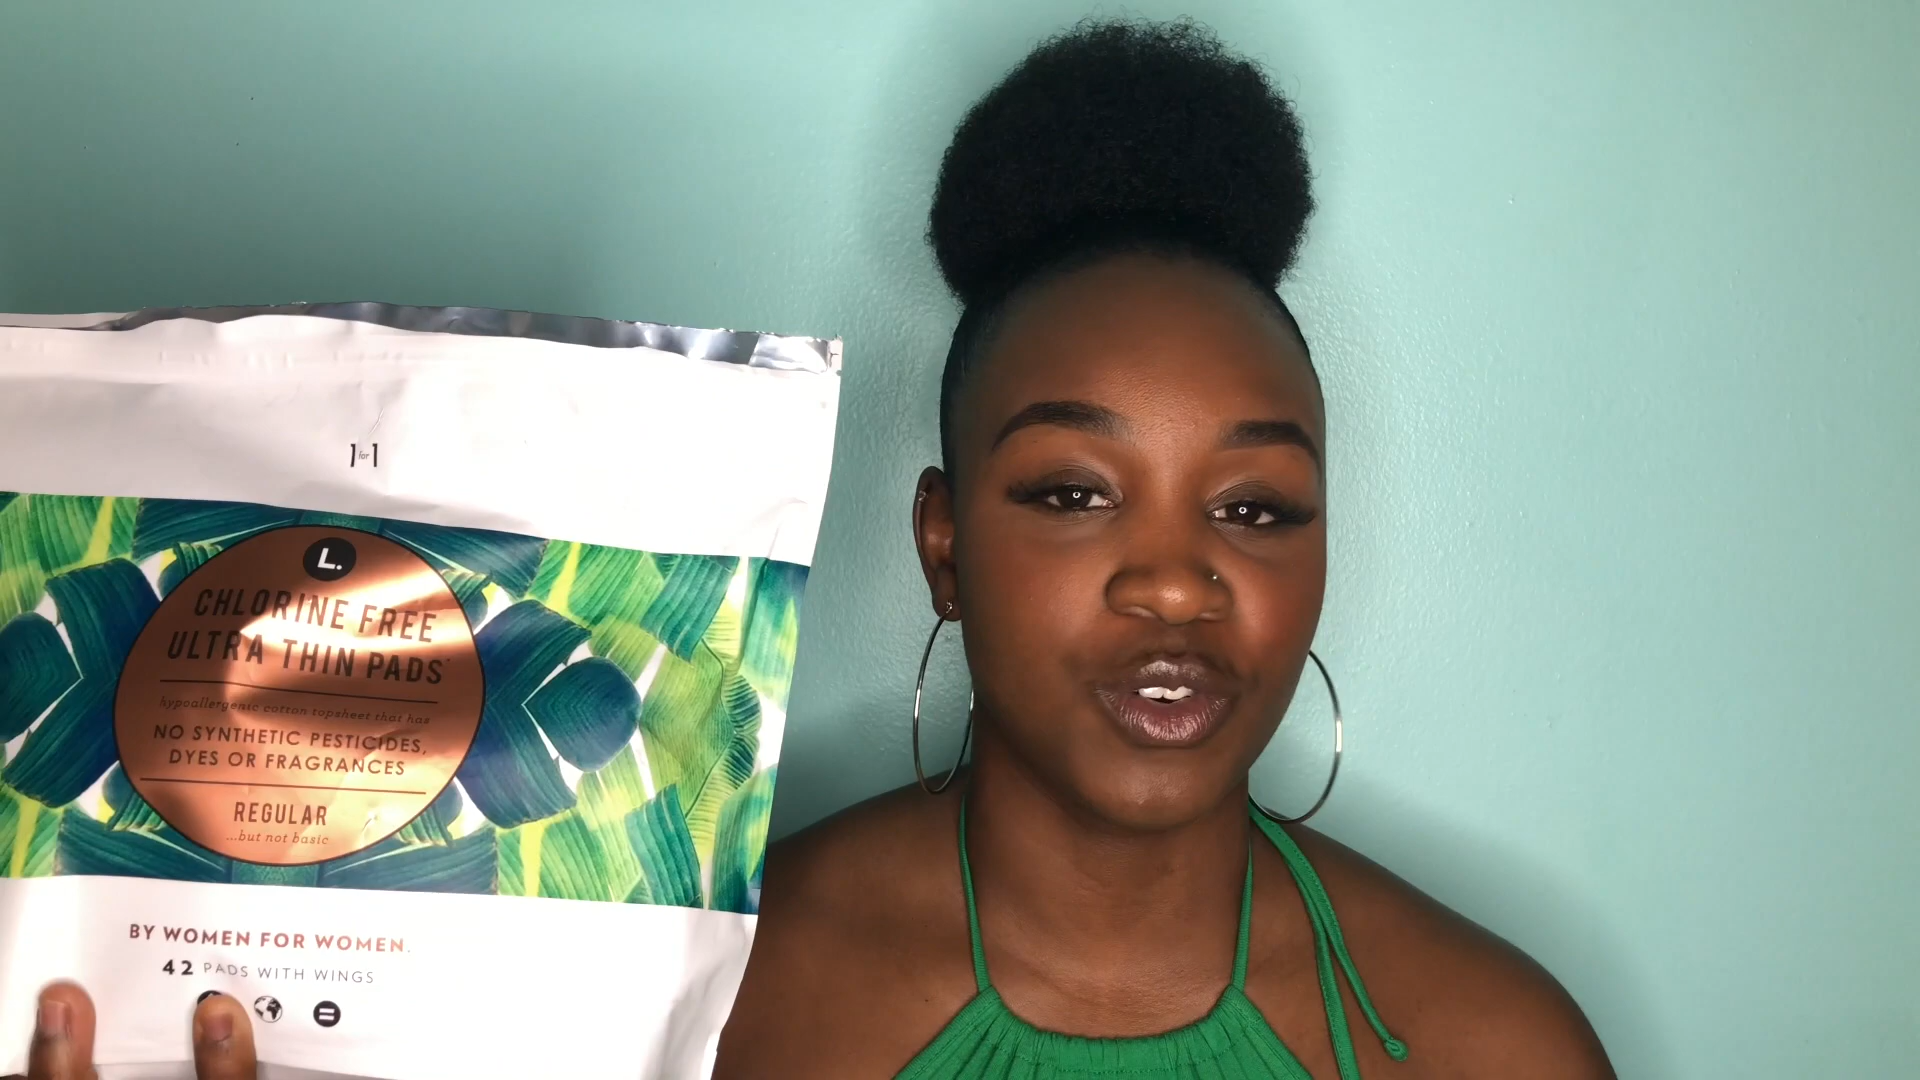 1 for 1
L.
CHLORINE FREE
ULTRA THIN PADS*
hypoallergenic cotton topsheet that has
NO SYNTHETIC PESTICIDES,
DYES OR FRAGRANCES
REGULAR
...but not basic
BY WOMEN FOR WOMEN.
42 PADS WITH WINGS